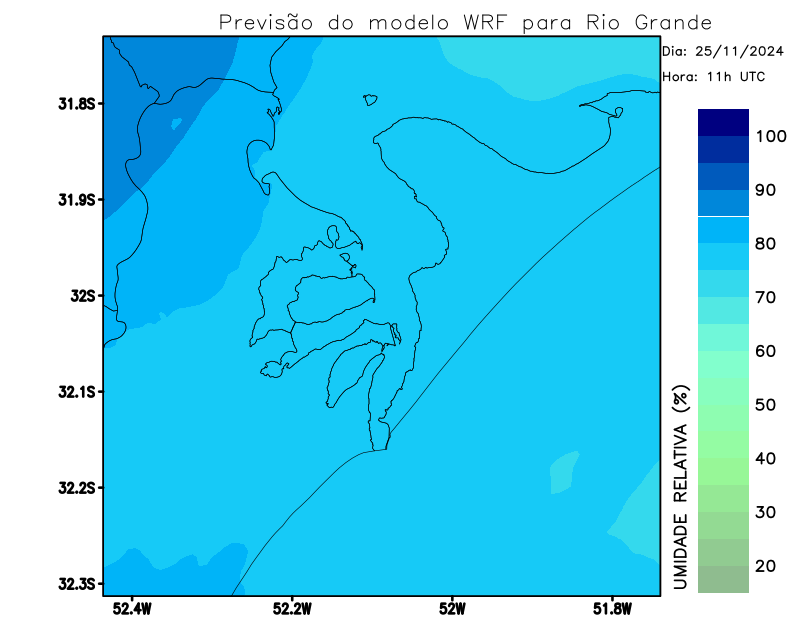 Previsão do modelo WRF para Rio Grande
Dia: 25/11/2024
Hora: 11h UTC
31.8S
31.9S
32S
32.1S
32.2S
32.3S
52.4W
52.2W
52W
51.8W
100
90
80
70
60
50
40
30
20
UMIDADE RELATIVA (%)